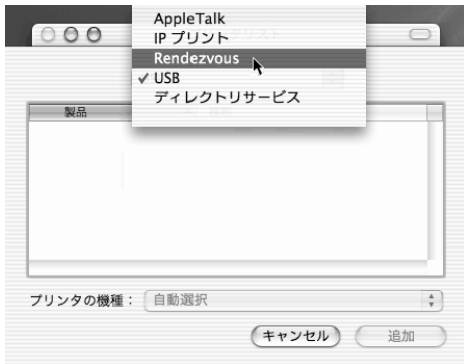 AppleTalk
IP プリント
Rendezvous
✓ USB
ディレクトリサービス
製品
プリンタの機種： 自動選択
キャンセル 追加